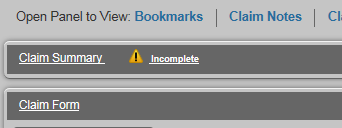 Open Panel to View: Bookmarks | Claim Notes |
Claim Summary Incomplete
Claim Form